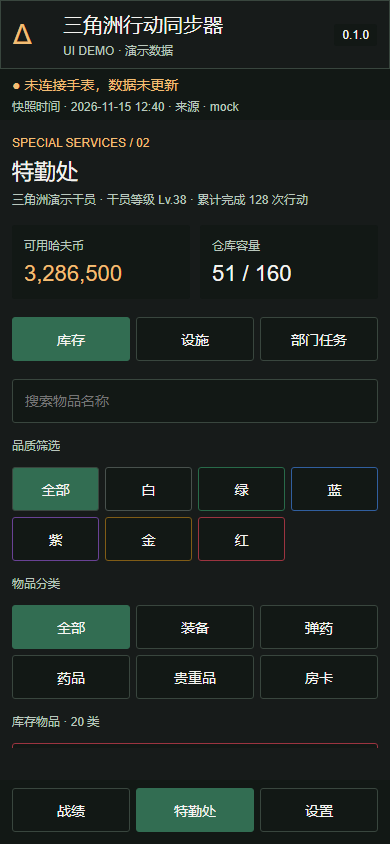 Δ
三角洲行动同步器
UI DEMO · 演示数据
0.1.0
● 未连接手表，数据未更新
快照时间 · 2026-11-15 12:40 · 来源 · mock
SPECIAL SERVICES / 02
特勤处
三角洲演示干员 · 干员等级 Lv.38 · 累计完成 128 次行动
可用哈夫币
3,286,500
仓库容量
51 / 160
库存
设施
部门任务
搜索物品名称
品质筛选
全部
白
绿
蓝
紫
金
红
物品分类
全部
装备
弹药
药品
贵重品
房卡
库存物品 · 20 类
战绩
特勤处
设置